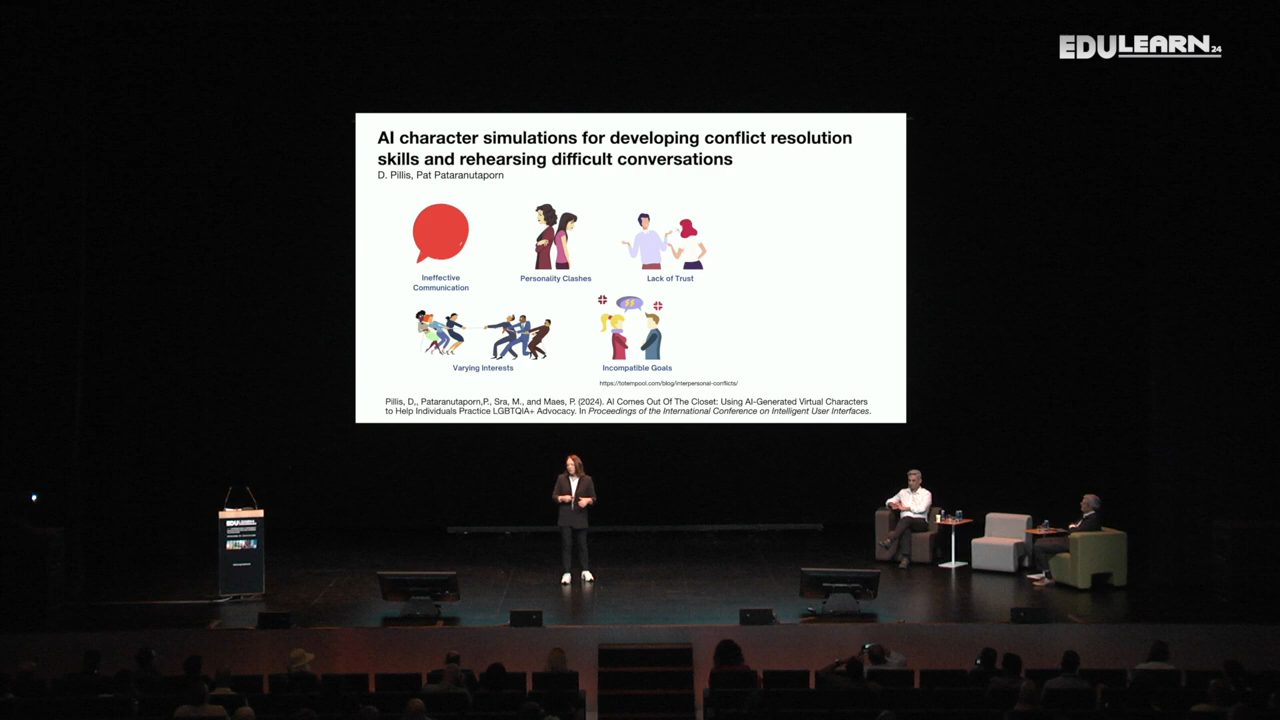 EDULEARN24
AI character simulations for developing conflict resolution
skills and rehearsing difficult conversations
D. Pillis, Pat Pataranutaporn
Ineffective
Communication
Personality Clashes
Lack of Trust
Varying Interests
Incompatible Goals
https://totempool.com/blog/interpersonal-conflicts/
Pillis, D,, Pataranutaporn,P., Sra, M., and Maes, P. (2024). AI Comes Out Of The Closet: Using AI-Generated Virtual Characters
to Help Individuals Practice LGBTQIA+ Advocacy. In Proceedings of the International Conference on Intelligent User Interfaces.
EDULEARN